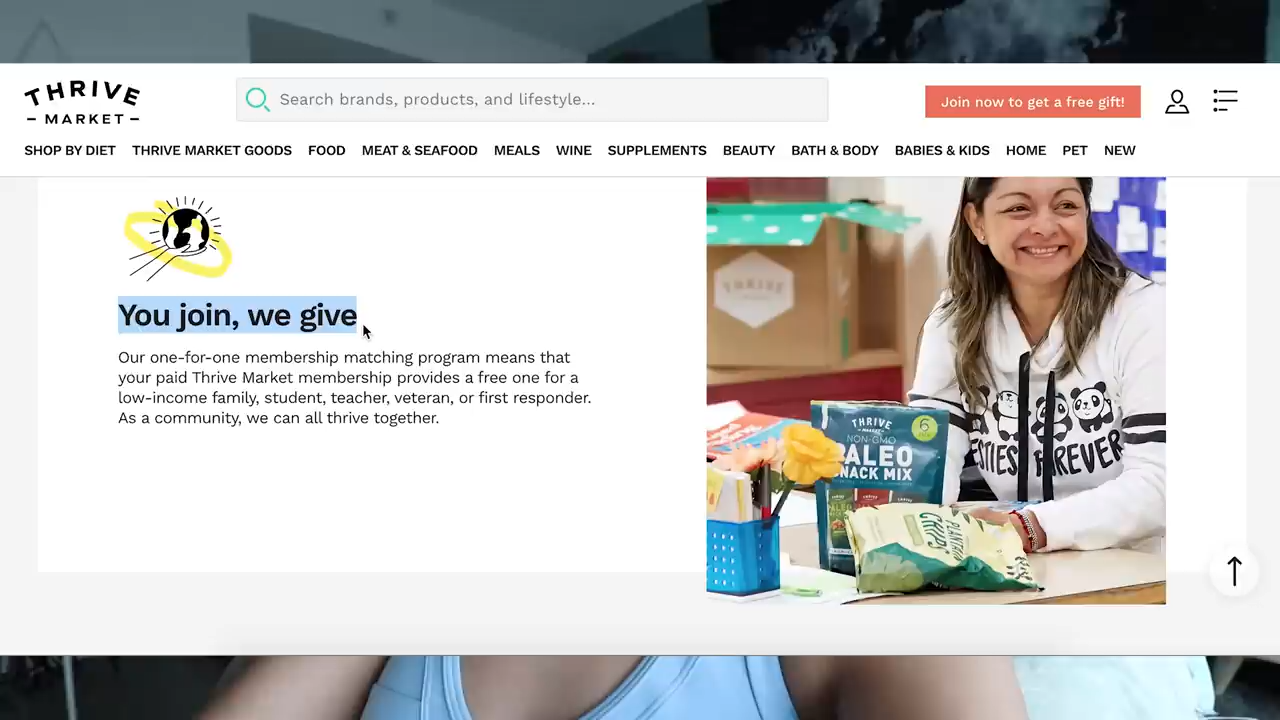 THRIVE
MARKET
Search brands, products, and lifestyle...
Join now to get a free gift!
SHOP BY DIET THRIVE MARKET GOODS FOOD MEAT & SEAFOOD MEALS WINE SUPPLEMENTS BEAUTY BATH & BODY BABIES & KIDS HOME PET NEW
You join, we give
Our one-for-one membership matching program means that
your paid Thrive Market membership provides a free one for a
low-income family, student, teacher, veteran, or first responder.
As a community, we can all thrive together.
THRIVE
THRIVE
MARKET
6
NON-GMO
PALEO
SNACK MIX
PLANTAIN
CHIPS